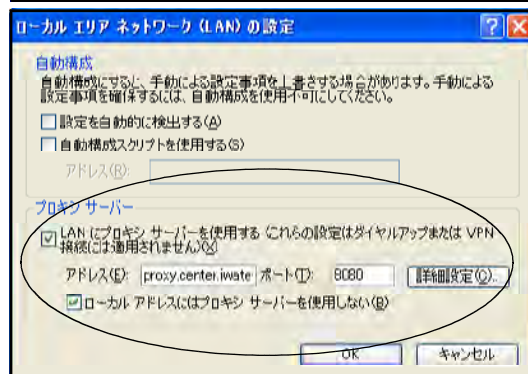 ローカル エリア ネットワーク (LAN) の設定
自動構成
自動構成にすると、手動による設定事項を上書きする場合があります。手動による
設定事項を確保するには、自動構成を使用不可にしてください。
設定を自動的に検出する(A)
自動構成スクリプトを使用する(S)
アドレス(R):
プロキシ サーバー
LAN にプロキシ サーバーを使用する (これらの設定はダイヤルアップまたは VPN
接続には適用されません)(X)
アドレス(E): proxy.center.iwate ポート(T): 8080 詳細設定(C)...
ローカル アドレスにはプロキシ サーバーを使用しない(B)
OK キャンセル